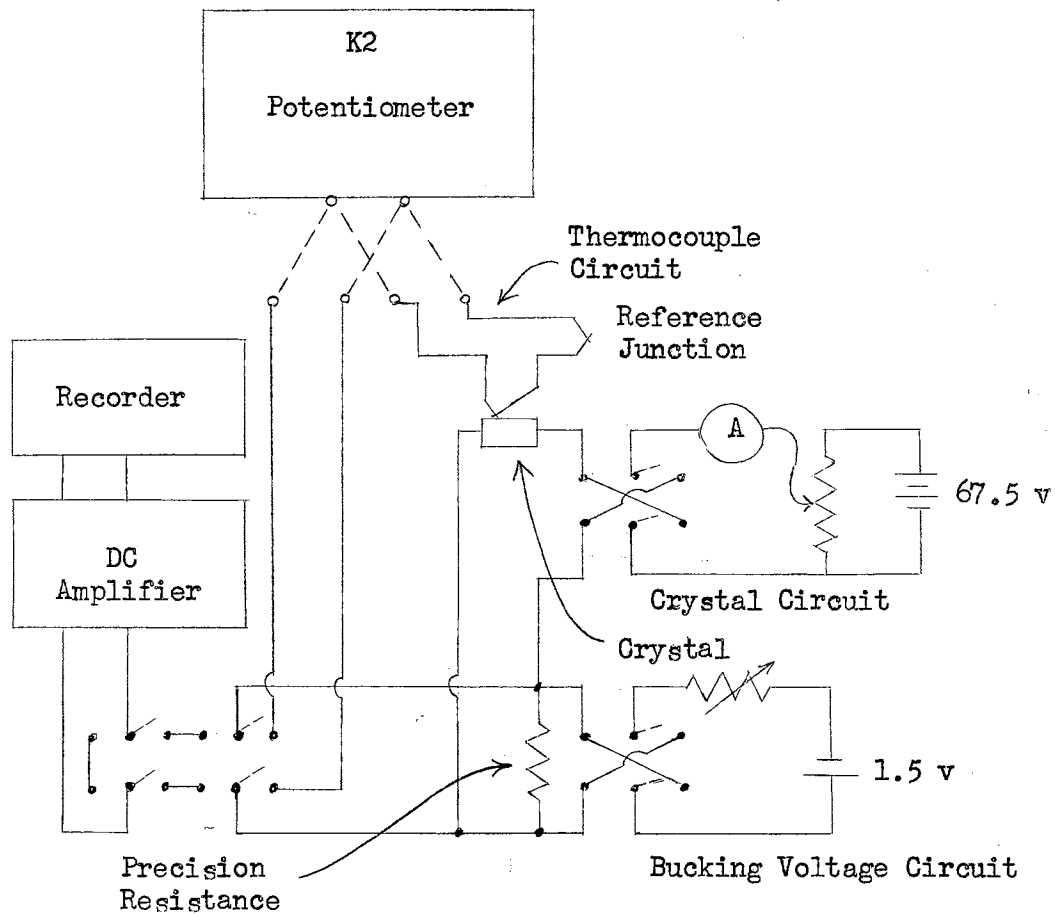 K2
Potentiometer
Thermocouple
Circuit
Reference
Junction
Recorder
A
67.5 v
DC
Amplifier
Crystal Circuit
Crystal
1.5 v
Precision
Resistance
Bucking Voltage Circuit